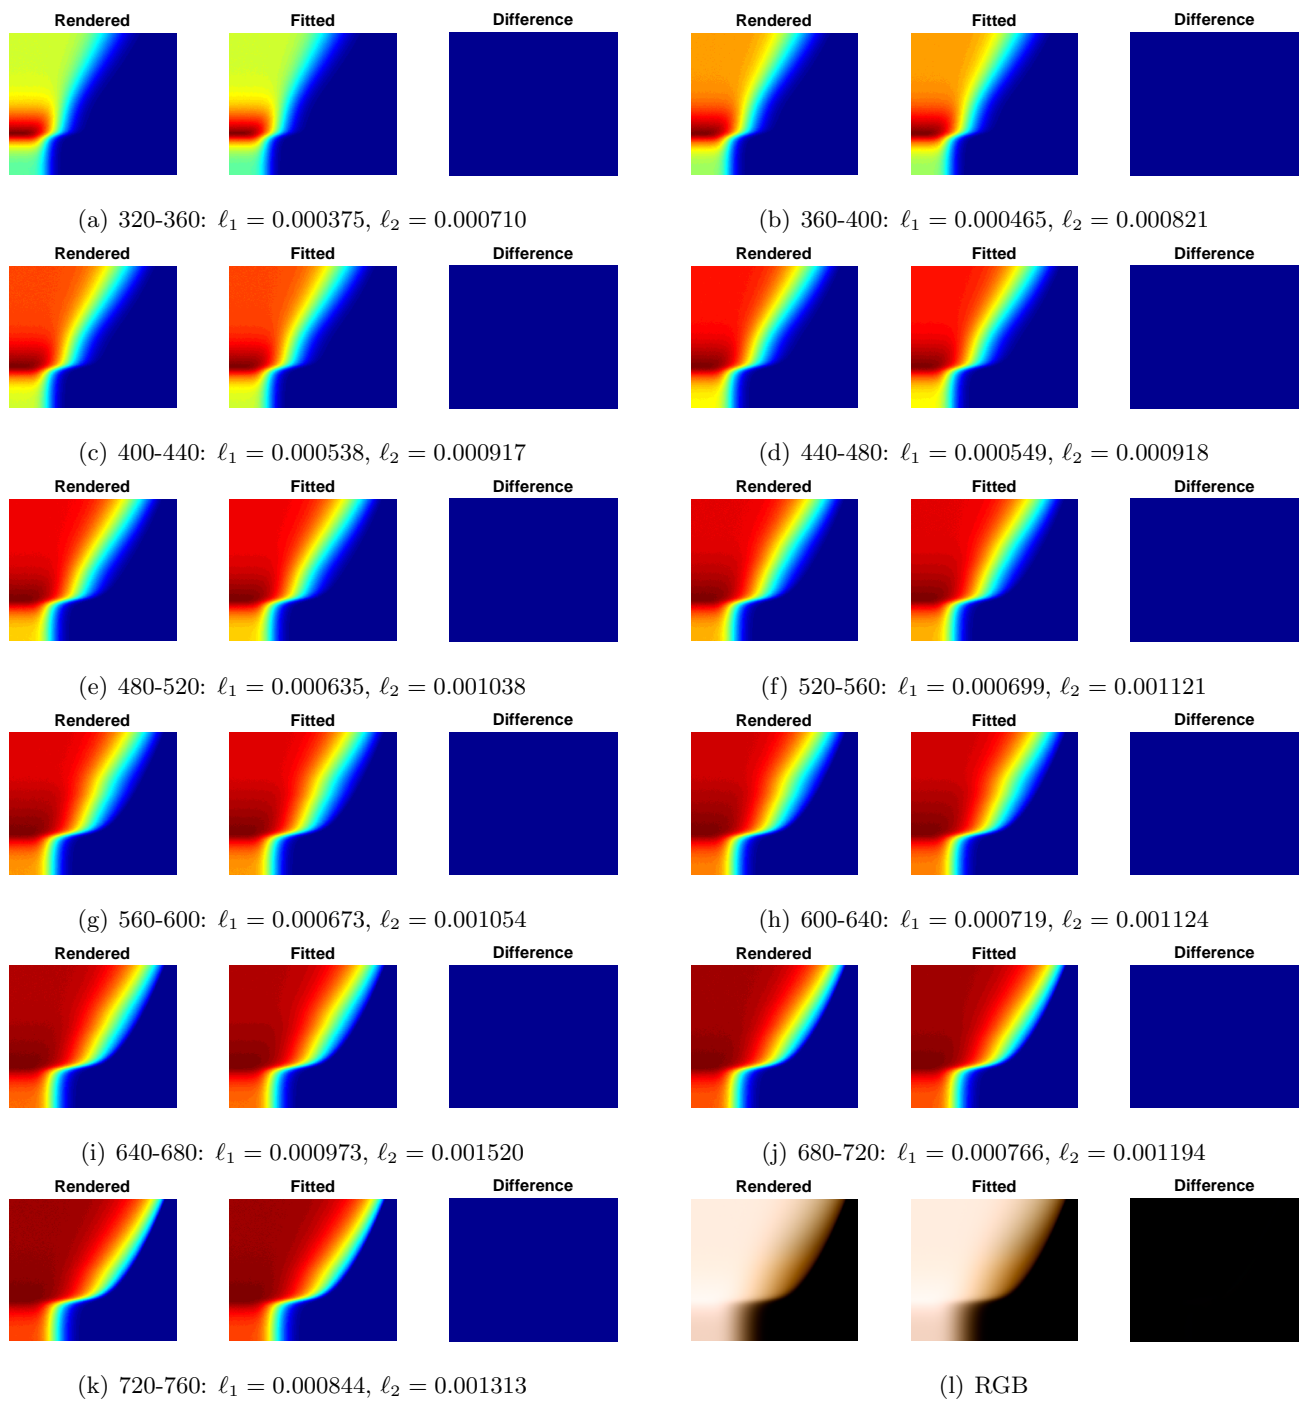 Rendered Fitted Difference Rendered Fitted Difference
(a) 320-360: ℓ1 = 0.000375, ℓ2 = 0.000710 (b) 360-400: ℓ1 = 0.000465, ℓ2 = 0.000821
Rendered Fitted Difference Rendered Fitted Difference
(c) 400-440: ℓ1 = 0.000538, ℓ2 = 0.000917 (d) 440-480: ℓ1 = 0.000549, ℓ2 = 0.000918
Rendered Fitted Difference Rendered Fitted Difference
(e) 480-520: ℓ1 = 0.000635, ℓ2 = 0.001038 (f) 520-560: ℓ1 = 0.000699, ℓ2 = 0.001121
Rendered Fitted Difference Rendered Fitted Difference
(g) 560-600: ℓ1 = 0.000673, ℓ2 = 0.001054 (h) 600-640: ℓ1 = 0.000719, ℓ2 = 0.001124
Rendered Fitted Difference Rendered Fitted Difference
(i) 640-680: ℓ1 = 0.000973, ℓ2 = 0.001520 (j) 680-720: ℓ1 = 0.000766, ℓ2 = 0.001194
Rendered Fitted Difference Rendered Fitted Difference
(k) 720-760: ℓ1 = 0.000844, ℓ2 = 0.001313 (l) RGB